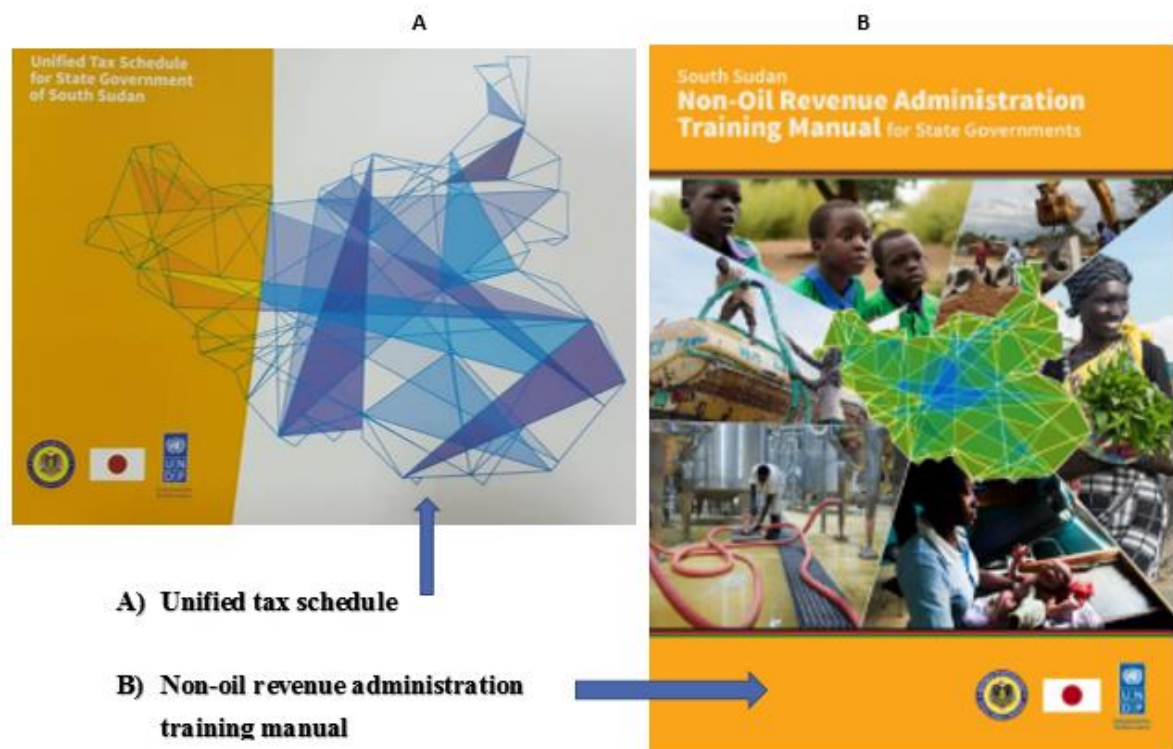 A
B
Unified Tax Schedule
for State Government
of South Sudan
South Sudan
Non-Oil Revenue Administration
Training Manual for State Governments
U N
D P
A) Unified tax schedule
B) Non-oil revenue administration
training manual
U N
D P